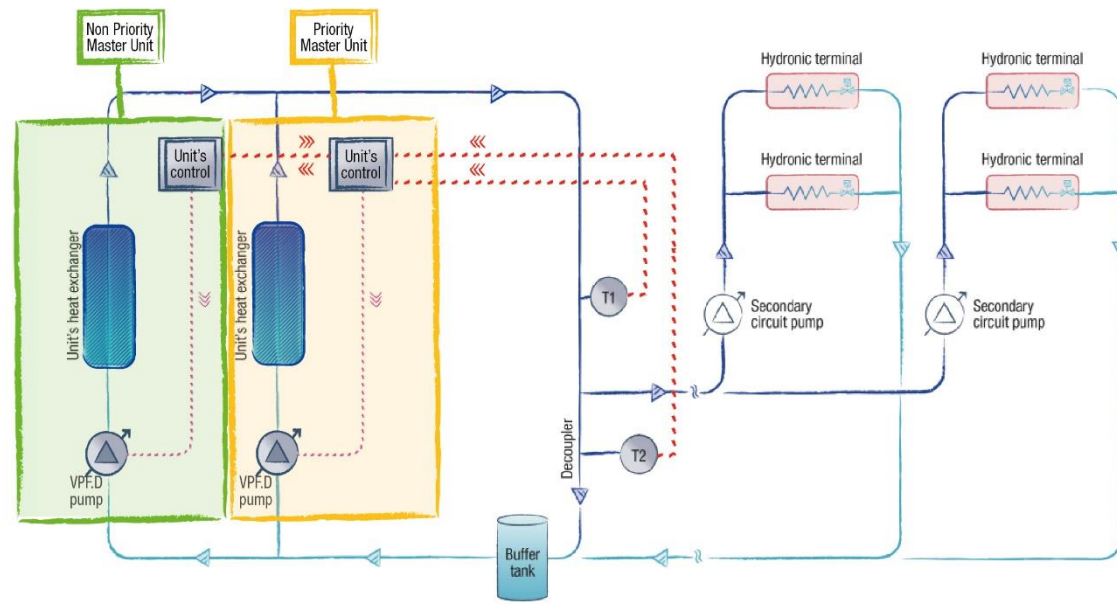 Non Priority
Master Unit
Priority
Master Unit
Hydronic terminal
Hydronic terminal
Unit's
control
Unit's
control
Hydronic terminal
Hydronic terminal
Unit's heat exchanger
Unit's heat exchanger
T1
Secondary
circuit pump
Secondary
circuit pump
Decoupler
T2
VPF.D
pump
VPF.D
pump
Buffer
tank